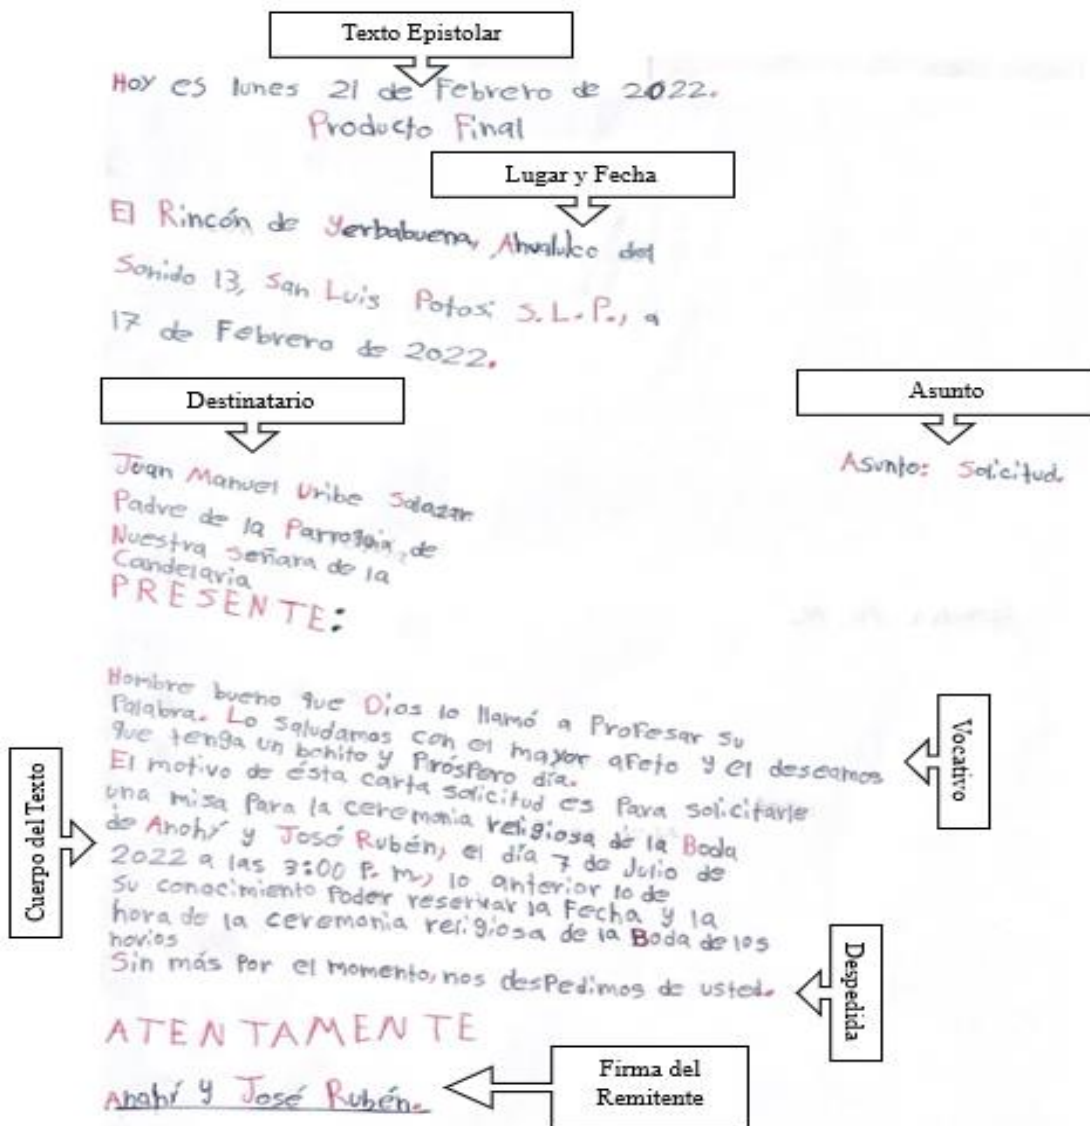 Texto Epistolar
Hoy es lunes 21 de Febrero de 2022.
Producto Final
Lugar y Fecha
El Rincón de Yerbabuena, Ahualulco del
Sonido 13, San Luis Potosí S.L.P., a
17 de Febrero de 2022.
Destinatario
Asunto
Asunto: Solicitud.
Juan Manuel Uribe Salazar
Padre de la Parroquia, de
Nuestra Señara de la
Candelaria
PRESENTE:
Hombre bueno que Dios lo llamó a Profesar su
Palabra. Lo saludamos con el mayor afeto y el deseamos
que tenga un bonito y Próspero día.
Vocativo
El motivo de ésta carta solicitud es Para solicitarle
una misa Para la ceremonia religiosa de la Boda
de Anahí y José Rubén, el día 7 de Julio de
2022 a las 3:00 P.m., lo anterior lo de
Su conocimiento Poder reservar la Fecha y la
hora de la ceremonia religiosa de la Boda de los
novios
Cuerpo del Texto
Sin más Por el momento, nos desPedimos de usted.
Despedida
ATENTAMENTE
Anahí y José Rubén.
Firma del
Remitente